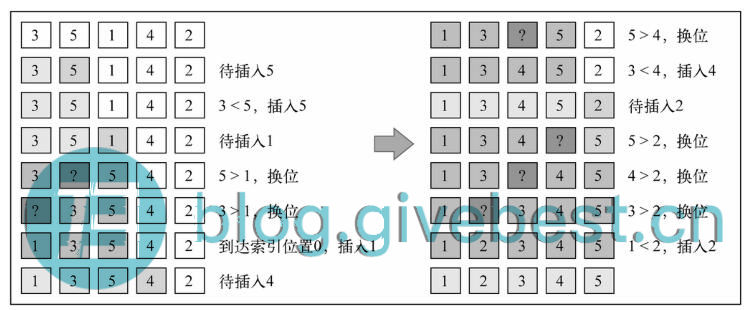 3 5 1 4 2
3 5 1 4 2 待插入5
3 5 1 4 2 3 < 5，插入5
3 5 1 4 2 待插入1
3 ? 5 4 2 5 > 1，换位
? 3 5 4 2 3 > 1，换位
1 3 5 4 2 到达索引位置0，插入1
1 3 5 4 2 待插入4
1 3 ? 5 2 5 > 4，换位
1 3 4 5 2 3 < 4，插入4
1 3 4 5 2 待插入2
1 3 4 ? 5 5 > 2，换位
1 3 ? 4 5 4 > 2，换位
1 ? 3 4 5 3 > 2，换位
1 2 3 4 5 1 < 2，插入2
1 2 3 4 5
blog.givebest.cn